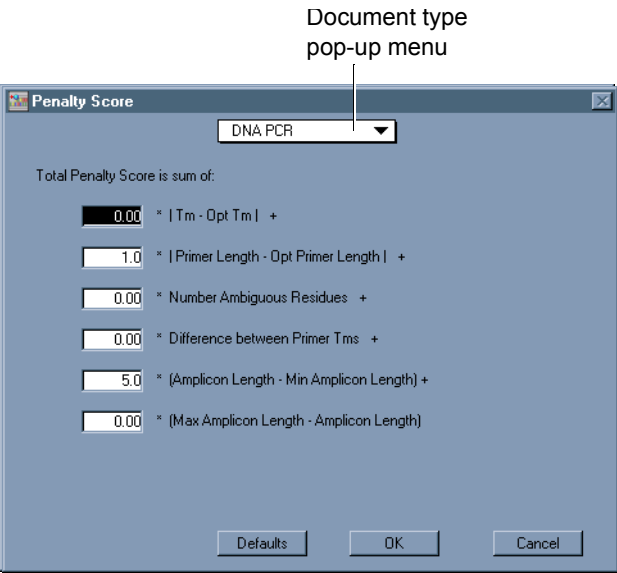 Document type
pop-up menu
Penalty Score
DNA PCR
Total Penalty Score is sum of:
0.00 * | Tm - Opt Tm | +
1.0 * | Primer Length - Opt Primer Length | +
0.00 * Number Ambiguous Residues +
0.00 * Difference between Primer Tms +
5.0 * (Amplicon Length - Min Amplicon Length) +
0.00 * (Max Amplicon Length - Amplicon Length)
Defaults OK Cancel